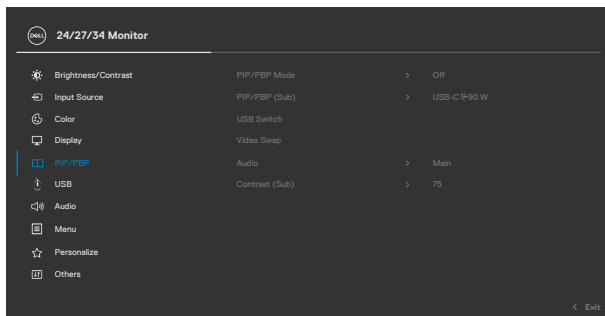 DELL 24/27/34 Monitor
Brightness/Contrast PIP/PBP Mode > Off
Input Source PIP/PBP (Sub) > USB-C 90 W
Color USB Switch
Display Video Swap
PIP/PBP Audio > Main
USB Contrast (Sub) > 75
Audio
Menu
Personalize
Others
< Exit